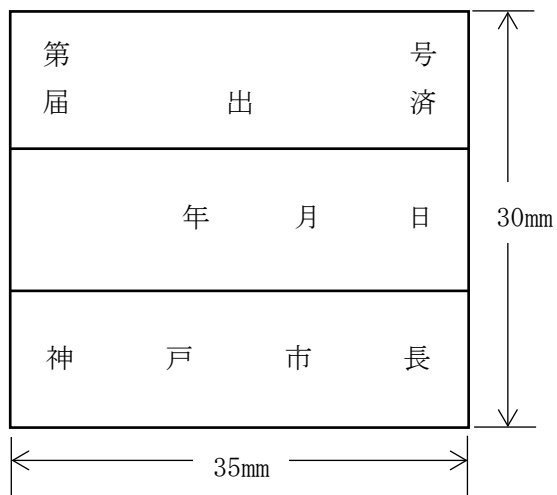 第 号
届 出 済
年 月 日
30mm
神 戸 市 長
35mm